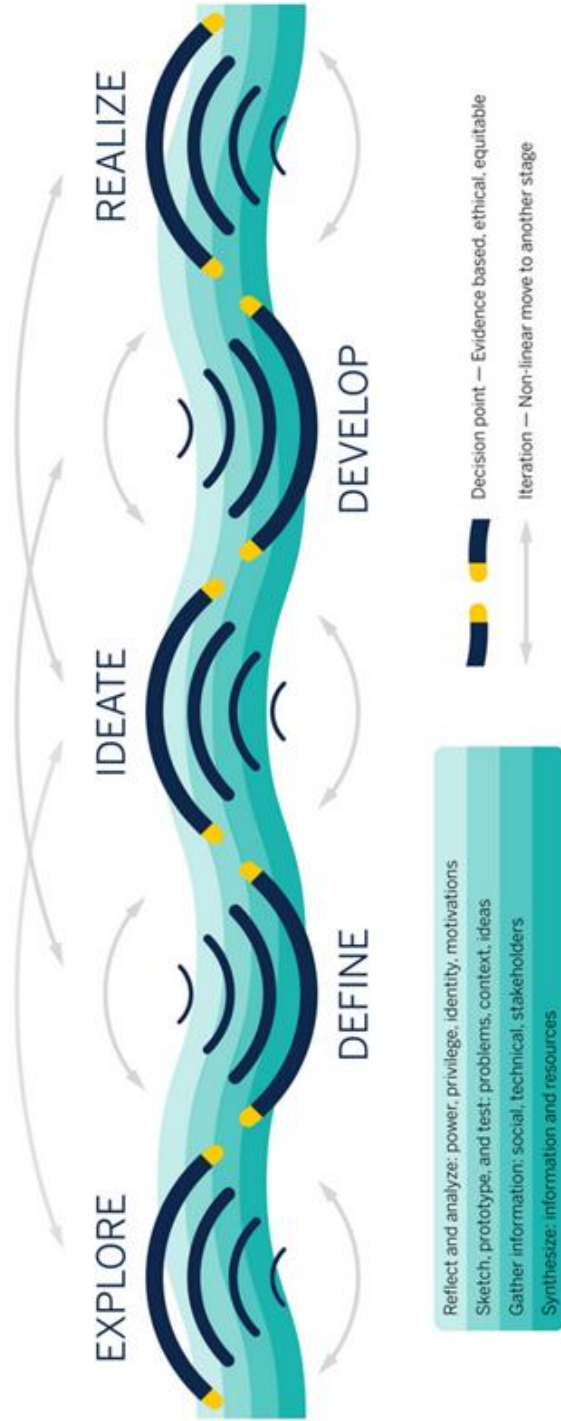 EXPLORE
DEFINE
IDEATE
DEVELOP
REALIZE
Reflect and analyze: power, privilege, identity, motivations
Sketch, prototype, and test: problems, context, ideas
Gather information: social, technical, stakeholders
Synthesize: information and resources
Decision point — Evidence based, ethical, equitable
Iteration — Non-linear move to another stage